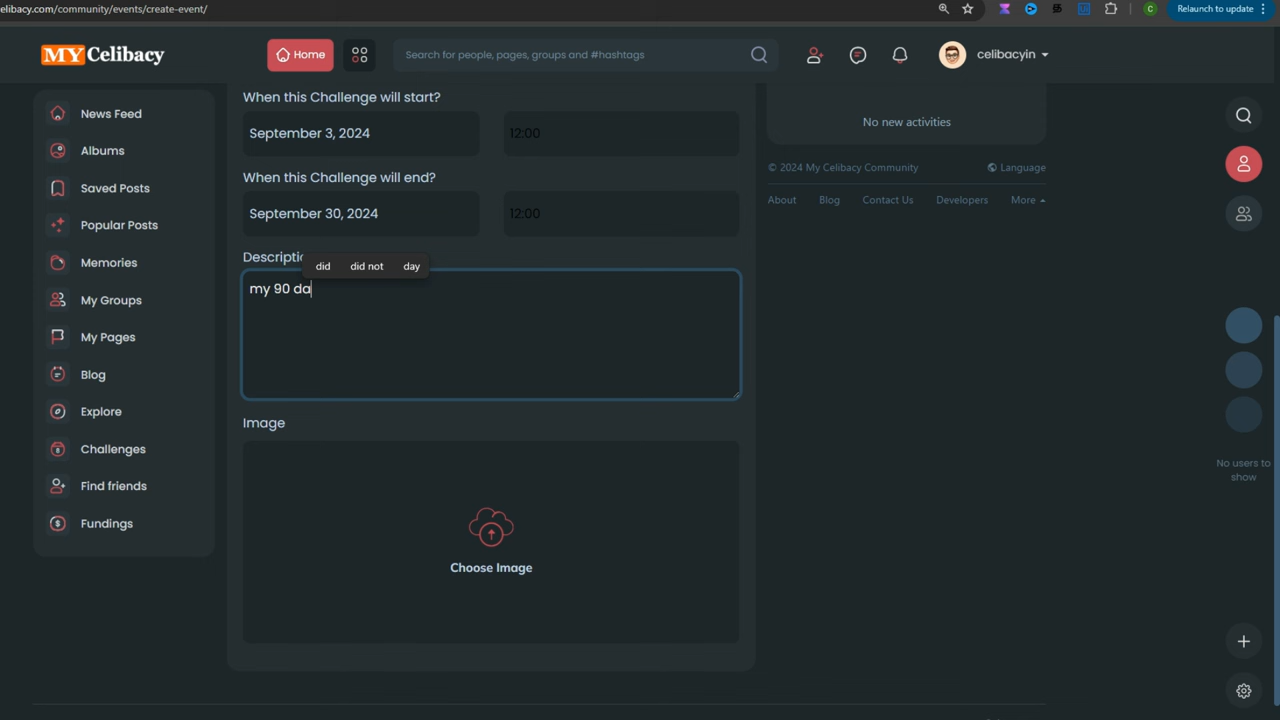 elibacy.com/community/events/create-event/
Relaunch to update
MY Celibacy
Home
Search for people, pages, groups and #hashtags
celibacyin
News Feed
Albums
Saved Posts
Popular Posts
Memories
My Groups
My Pages
Blog
Explore
Challenges
Find friends
Fundings
When this Challenge will start?
September 3, 2024
12:00
When this Challenge will end?
September 30, 2024
12:00
Descriptio
did
did not
day
my 90 da
Image
Choose Image
No new activities
© 2024 My Celibacy Community
Language
About
Blog
Contact Us
Developers
More
No users to
show